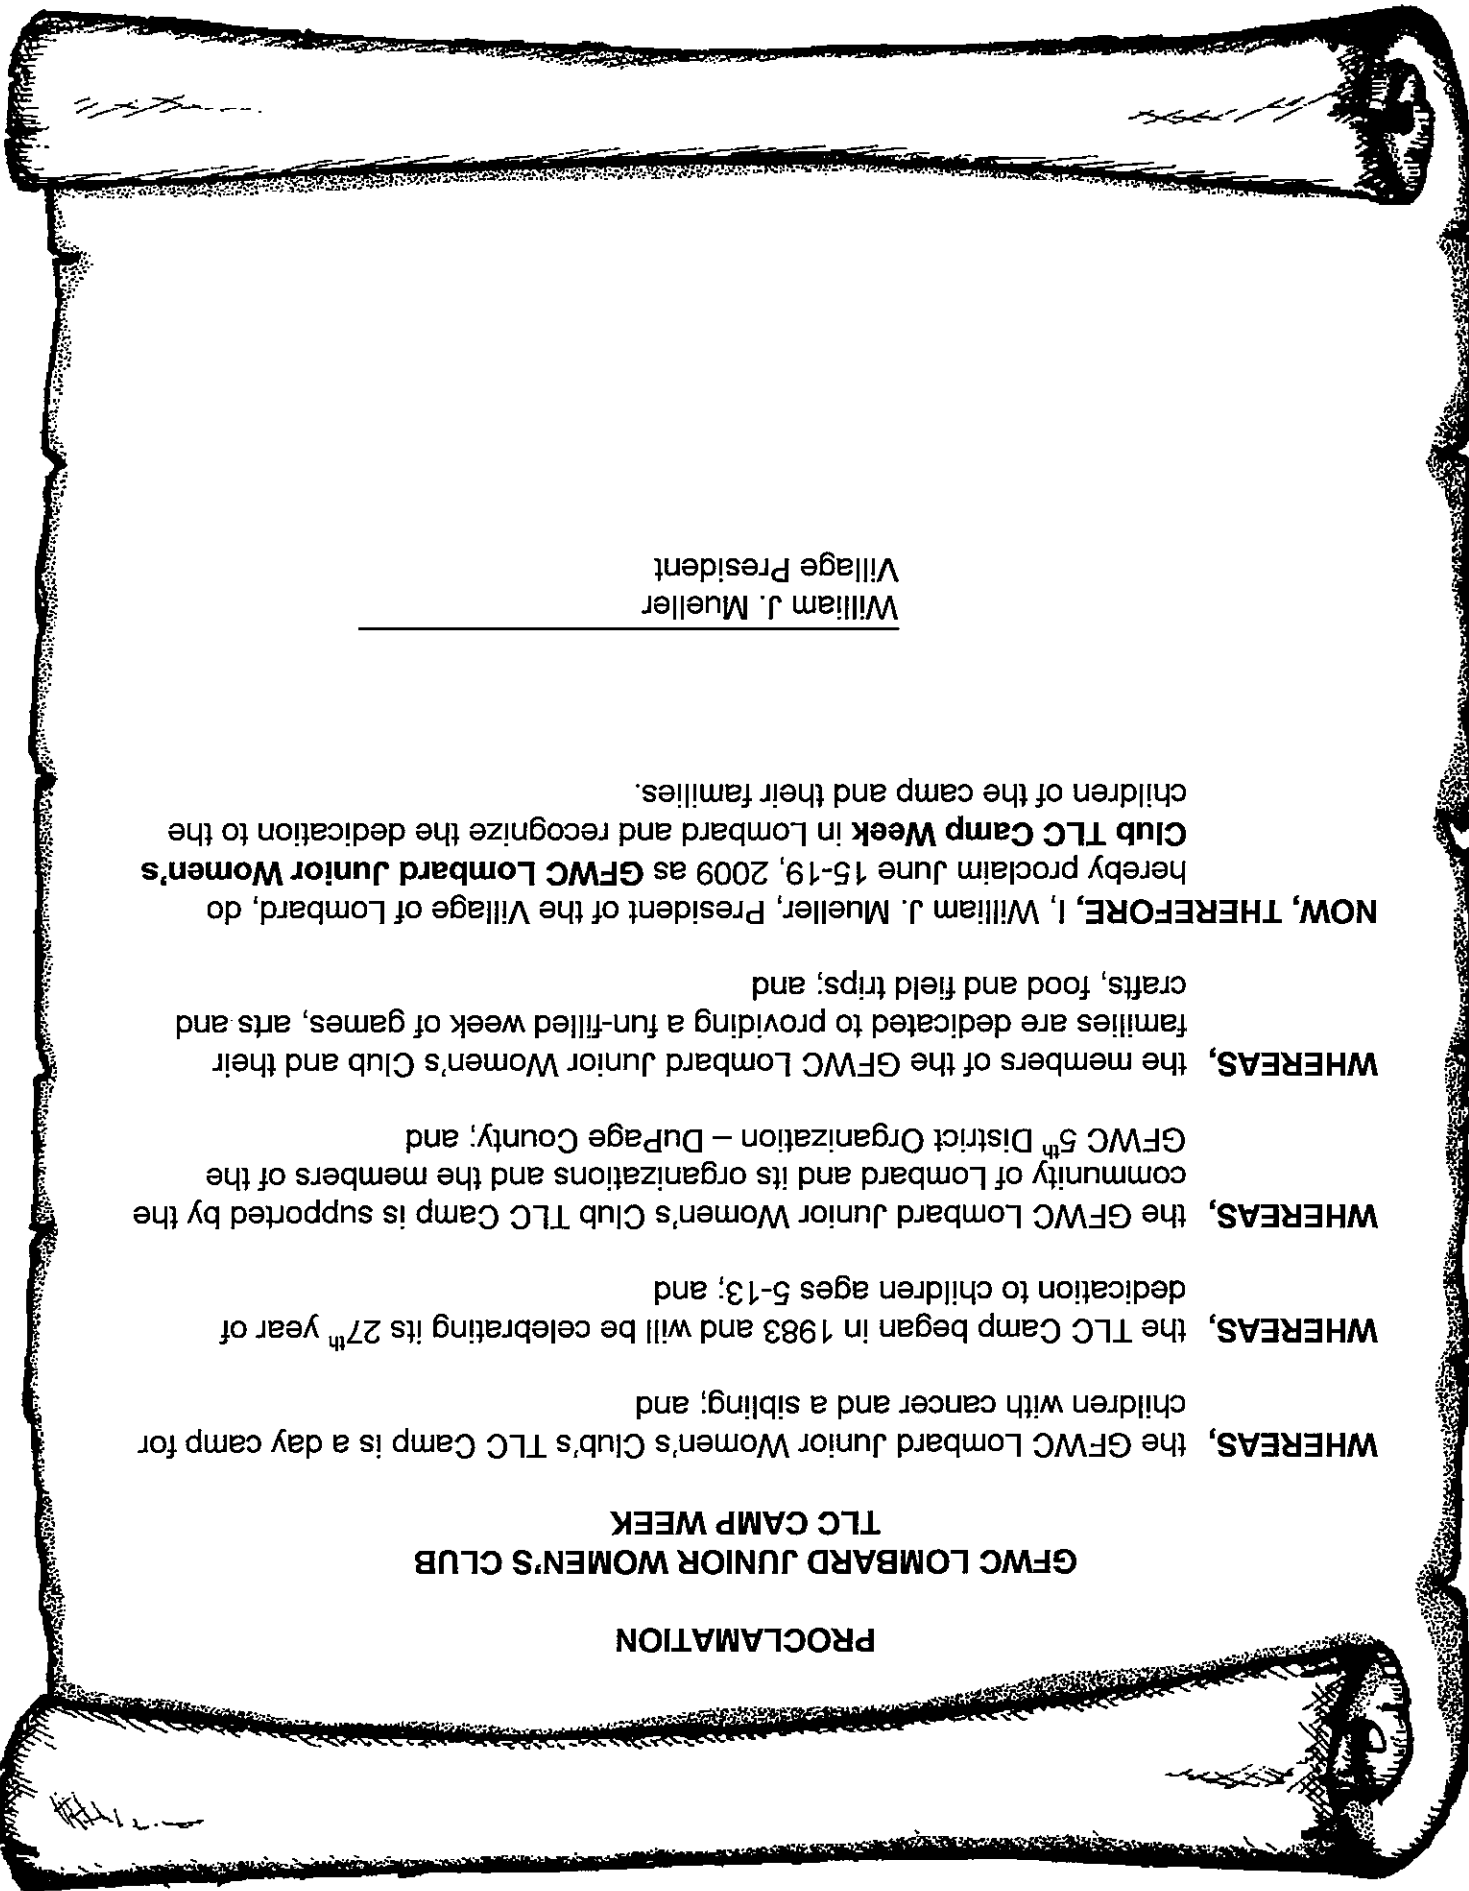 PROCLAMATION
GFWC LOMBARD JUNIOR WOMEN'S CLUB
TLC CAMP WEEK
WHEREAS, the GFWC Lombard Junior Women's Club's TLC Camp is a day camp for
children with cancer and a sibling; and
WHEREAS, the TLC Camp began in 1983 and will be celebrating its 27th year of
dedication to children ages 5-13; and
WHEREAS, the GFWC Lombard Junior Women's Club TLC Camp is supported by the
community of Lombard and its organizations and the members of the
GFWC 5th District Organization – DuPage County; and
WHEREAS, the members of the GFWC Lombard Junior Women's Club and their
families are dedicated to providing a fun-filled week of games, arts and
crafts, food and field trips; and
NOW, THEREFORE, I, William J. Mueller, President of the Village of Lombard, do
hereby proclaim June 15-19, 2009 as GFWC Lombard Junior Women's
Club TLC Camp Week in Lombard and recognize the dedication to the
children of the camp and their families.
William J. Mueller
Village President